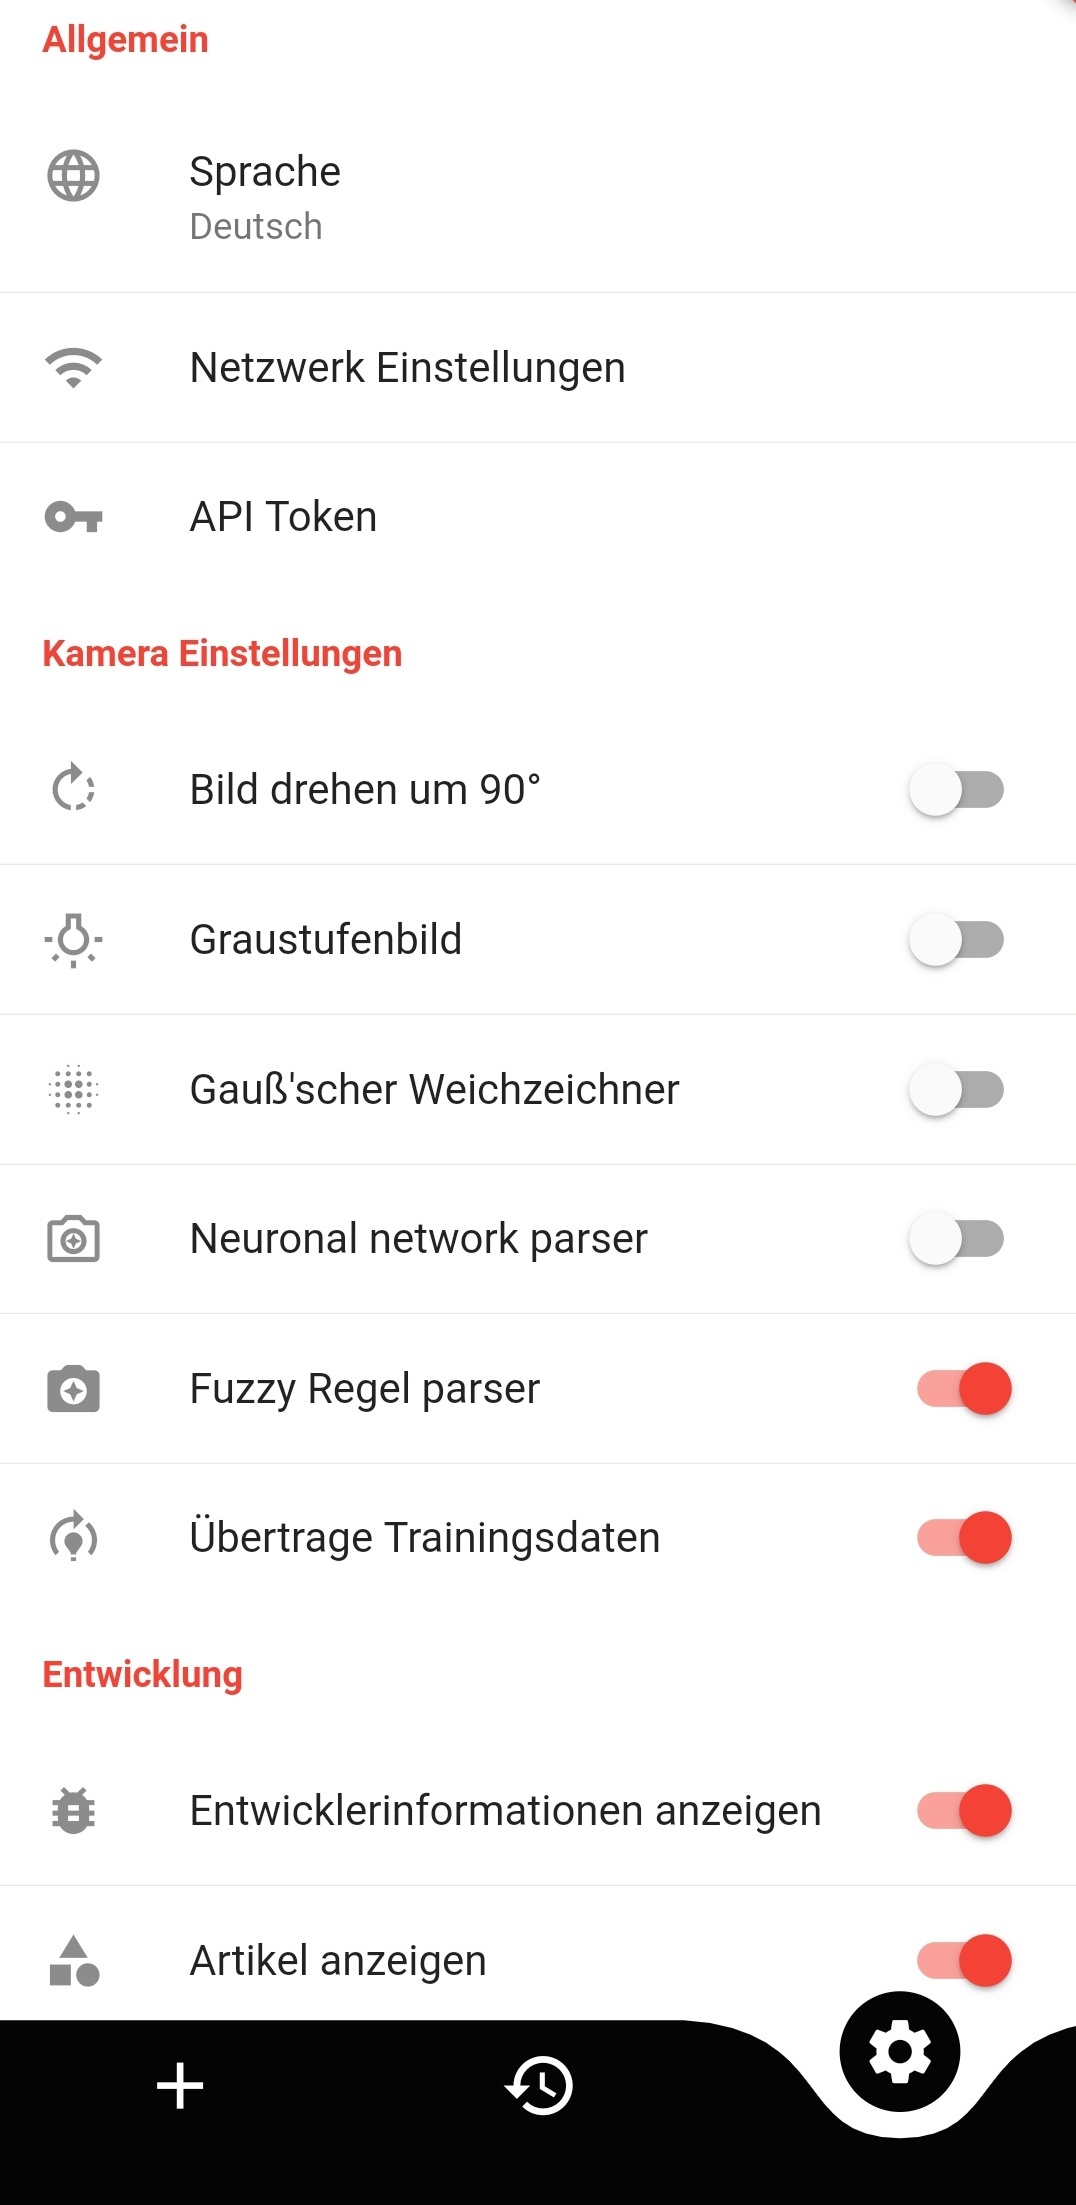 Allgemein
Sprache
Deutsch
Netzwerk Einstellungen
API Token
Kamera Einstellungen
Bild drehen um 90°
Graustufenbild
Gauß'scher Weichzeichner
Neuronal network parser
Fuzzy Regel parser
Übertrage Trainingsdaten
Entwicklung
Entwicklerinformationen anzeigen
Artikel anzeigen